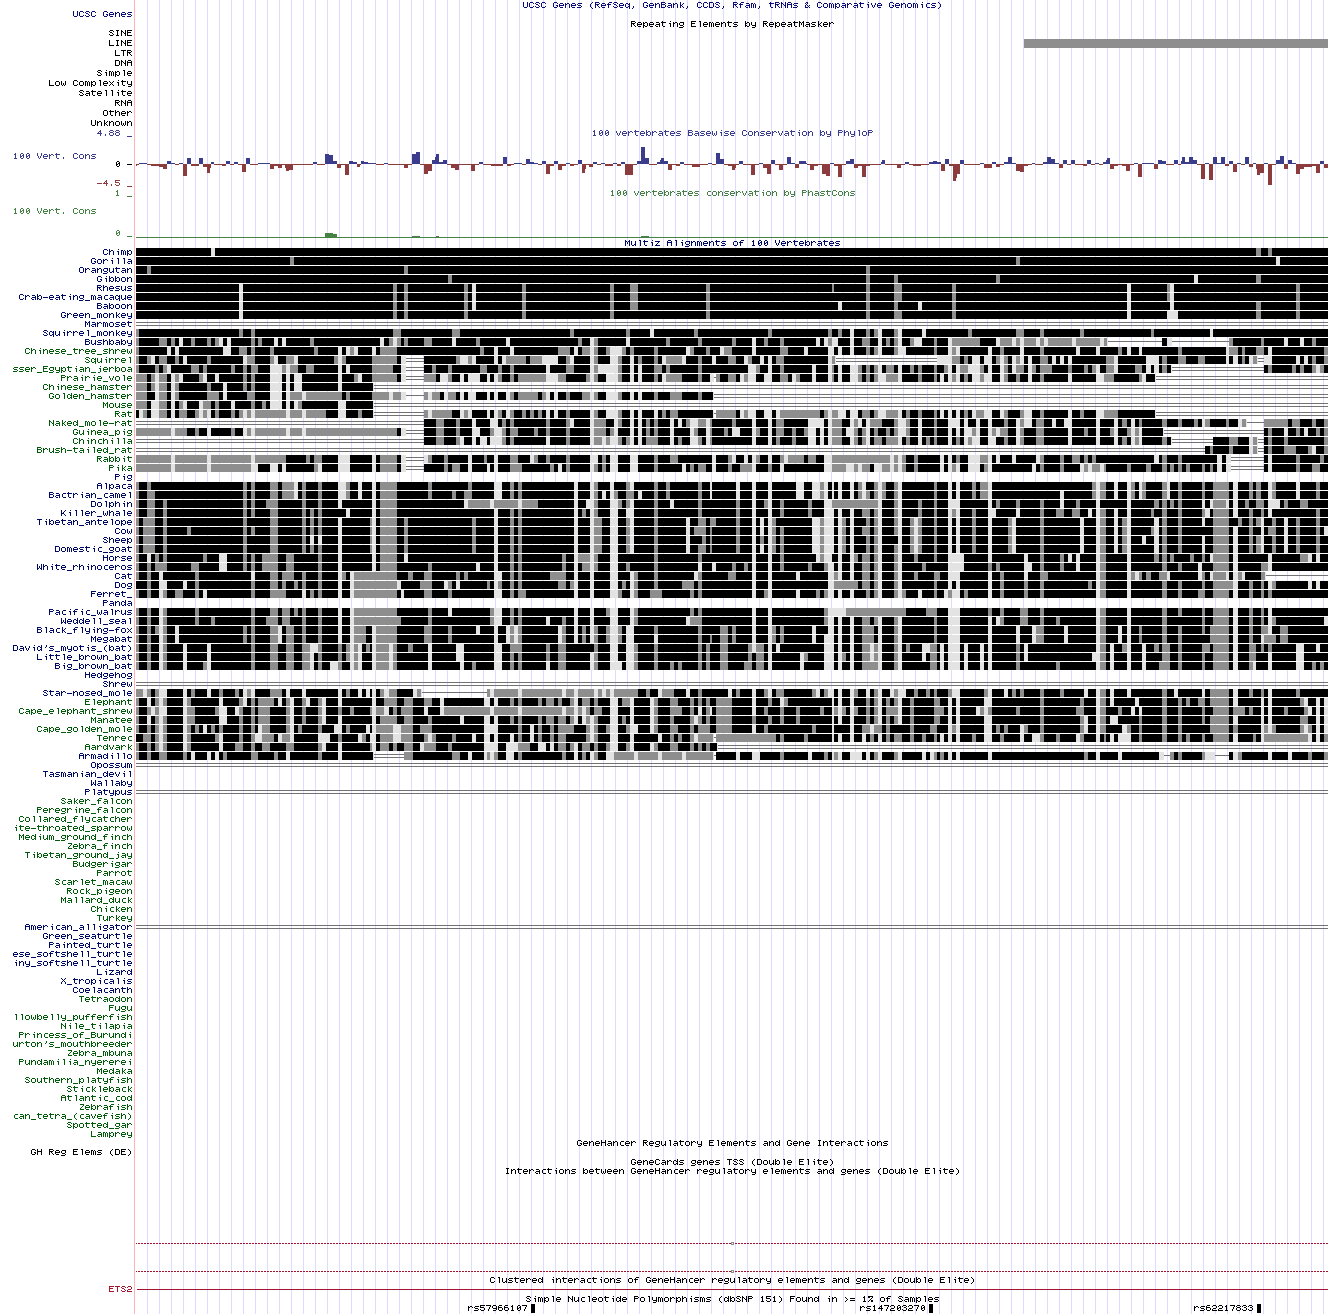 UCSC Genes (RefSeq, GenBank, CCDS, Rfam, tRNAs & Comparative Genomics)
UCSC Genes
Repeating Elements by RepeatMasker
SINE
LINE
LTR
DNA
Simple
Low Complexity
Satellite
RNA
Other
Unknown
4.88 _
100 vertebrates Basewise Conservation by PhyloP
100 Vert. Cons
0 _
-4.5 _
1 _
100 vertebrates conservation by PhastCons
100 Vert. Cons
0 _
Multiz Alignments of 100 Vertebrates
Chimp
Gorilla
Orangutan
Gibbon
Rhesus
Crab-eating_macaque
Baboon
Green_monkey
Marmoset
Squirrel_monkey
Bushbaby
Chinese_tree_shrew
Squirrel
sser_Egyptian_jerboa
Prairie_vole
Chinese_hamster
Golden_hamster
Mouse
Rat
Naked_mole-rat
Guinea_pig
Chinchilla
Brush-tailed_rat
Rabbit
Pika
Pig
Alpaca
Bactrian_camel
Dolphin
Killer_whale
Tibetan_antelope
Cow
Sheep
Domestic_goat
Horse
White_rhinoceros
Cat
Dog
Ferret_
Panda
Pacific_walrus
Weddell_seal
Black_flying-fox
Megabat
David's_myotis_(bat)
Little_brown_bat
Big_brown_bat
Hedgehog
Shrew
Star-nosed_mole
Elephant
Cape_elephant_shrew
Manatee
Cape_golden_mole
Tenrec
Aardvark
Armadillo
Opossum
Tasmanian_devil
Wallaby
Platypus
Saker_falcon
Peregrine_falcon
Collared_flycatcher
ite-throated_sparrow
Medium_ground_finch
Zebra_finch
Tibetan_ground_jay
Budgerigar
Parrot
Scarlet_macaw
Rock_pigeon
Mallard_duck
Chicken
Turkey
American_alligator
Green_seaturtle
Painted_turtle
ese_softshell_turtle
iny_softshell_turtle
Lizard
X_tropicalis
Coelacanth
Tetraodon
Fugu
llowbelly_pufferfish
Nile_tilapia
Princess_of_Burundi
urton's_mouthbreeder
Zebra_mbuna
Pundamilia_nyererei
Medaka
Southern_platyfish
Stickleback
Atlantic_cod
Zebrafish
can_tetra_(cavefish)
Spotted_gar
Lamprey
GeneHancer Regulatory Elements and Gene Interactions
GH Reg Elems (DE)
GeneCards genes TSS (Double Elite)
Interactions between GeneHancer regulatory elements and genes (Double Elite)
Clustered interactions of GeneHancer regulatory elements and genes (Double Elite)
ETS2
Simple Nucleotide Polymorphisms (dbSNP 151) Found in >= 1% of Samples
rs57966107 rs147203270 rs62217833